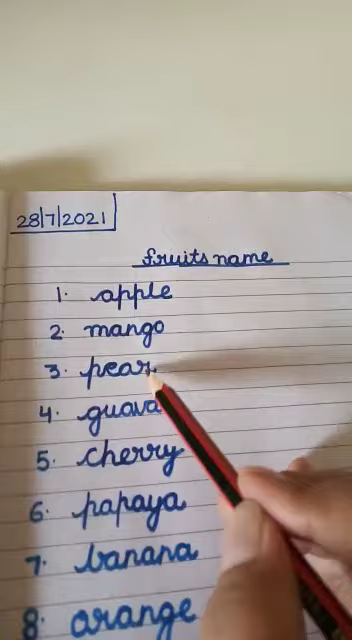 28/7/2021
fruits name
1. apple
2. mango
3. pear
4. guava
5. cherry
6. papaya
7. banana
8. orange